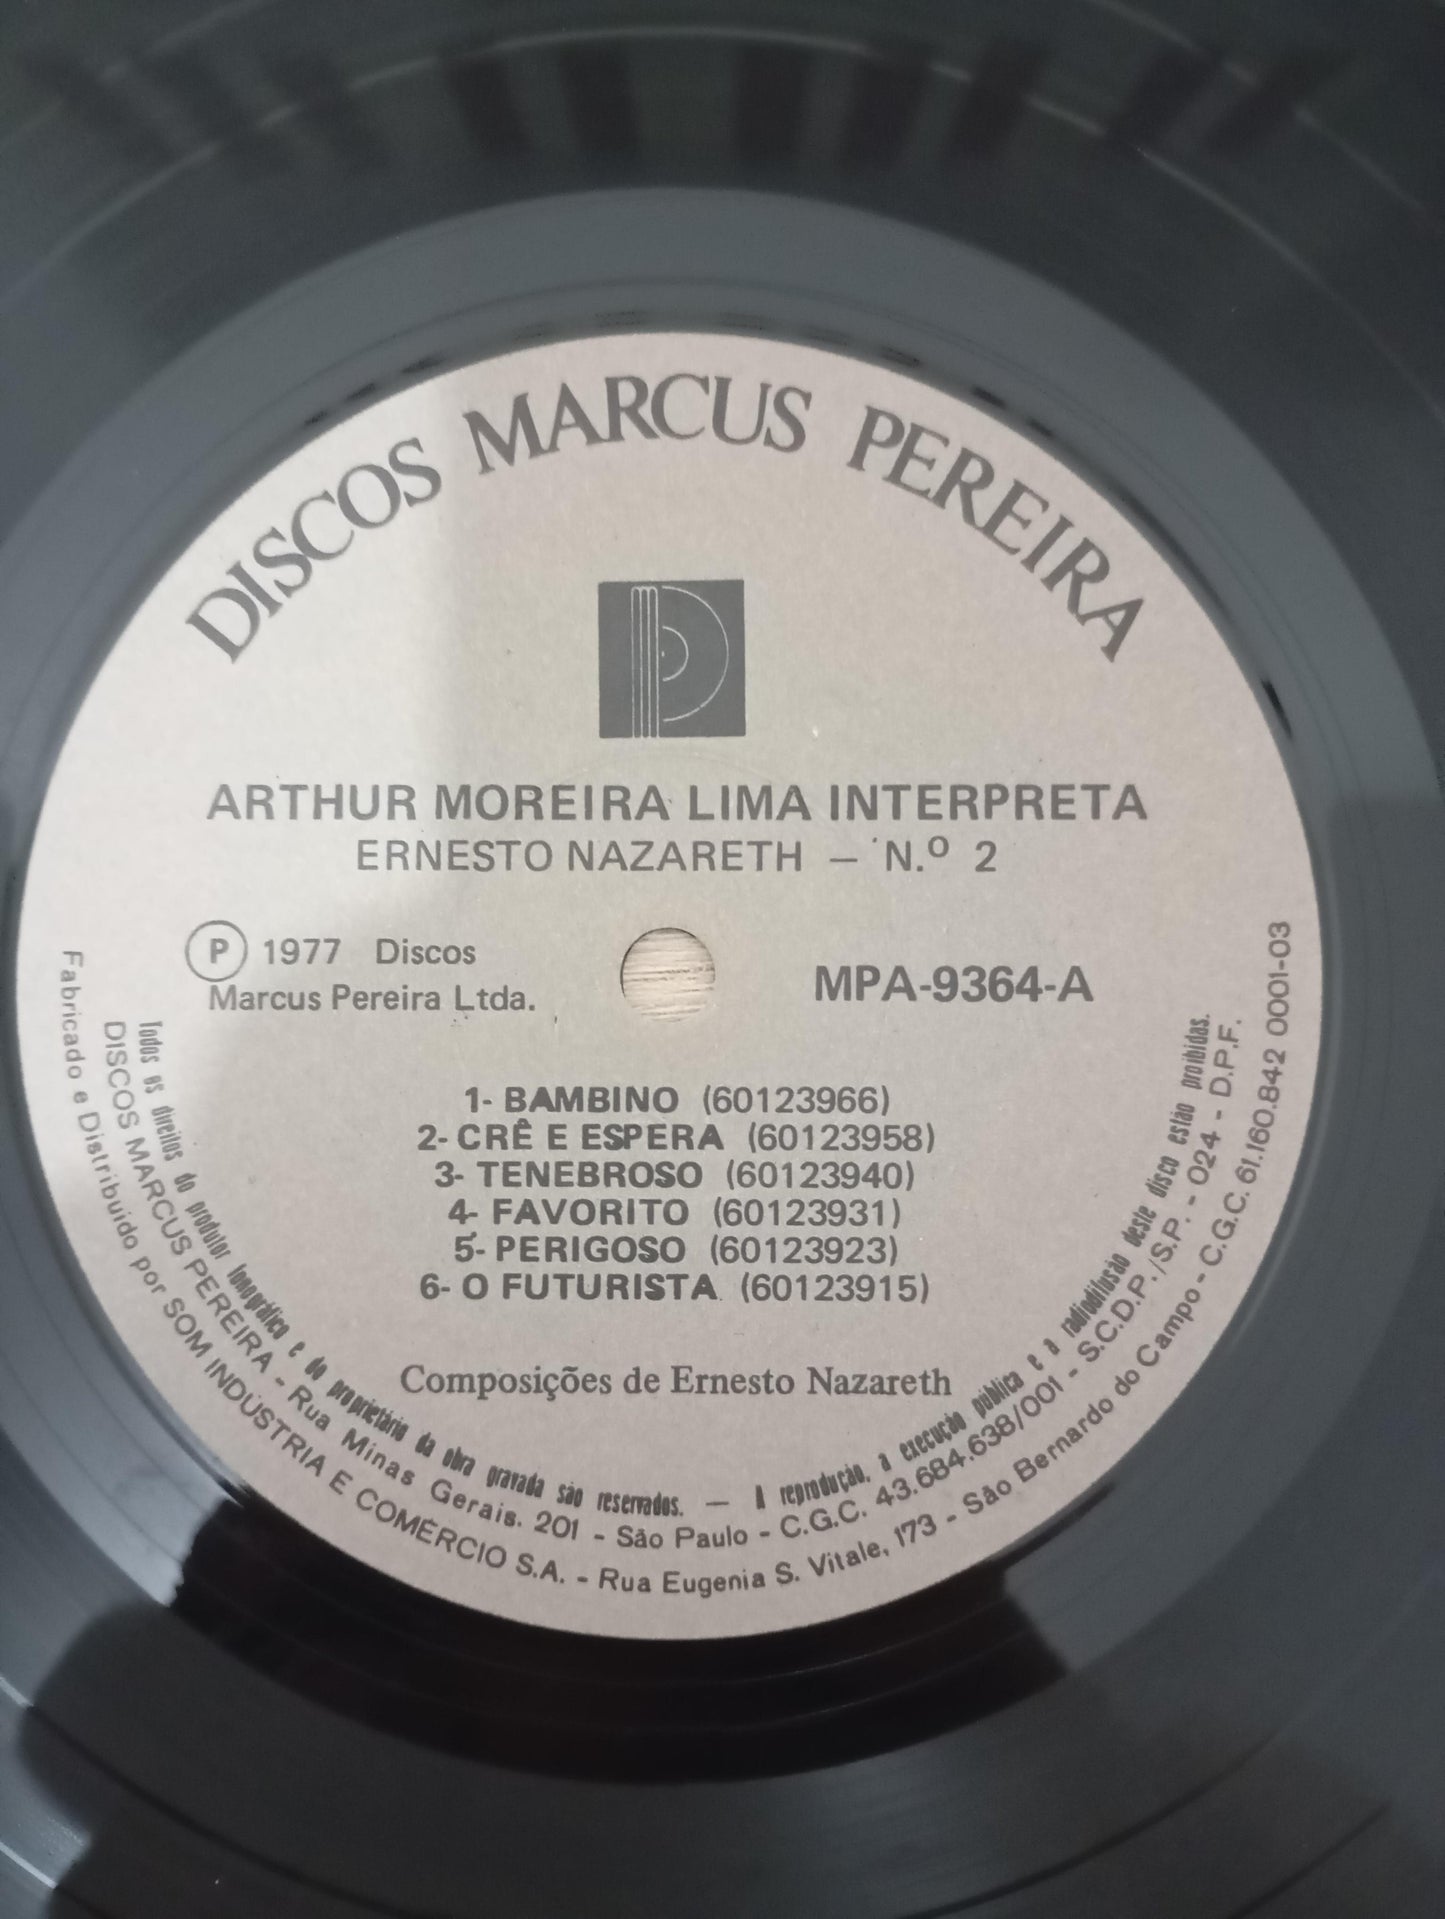 DISCOS MARCUS PEREIRA
ARTHUR MOREIRA LIMA INTERPRETA
ERNESTO NAZARETH – N.º 2
Ⓟ 1977 Discos
Marcus Pereira Ltda.
MPA-9364-A
1- BAMBINO (60123966)
2- CRÊ E ESPERA (60123958)
3- TENEBROSO (60123940)
4- FAVORITO (60123931)
5- PERIGOSO (60123923)
6- O FUTURISTA (60123915)
Composições de Ernesto Nazareth
Todos os direitos do produtor fonográfico e do proprietário da obra gravada são reservados. — A reprodução, a execução pública e a radiodifusão deste disco estão proibidas.
DISCOS MARCUS PEREIRA - Rua Minas Gerais. 201 - São Paulo - C.G.C. 43.684.638/001 - S.C.D.P./S.P. - 024 - D.P.F.
Fabricado e Distribuido por SOM INDÚSTRIA E COMÉRCIO S.A. - Rua Eugenia S. Vitale, 173 - São Bernardo do Campo - C.G.C. 61.160.842 0001-03